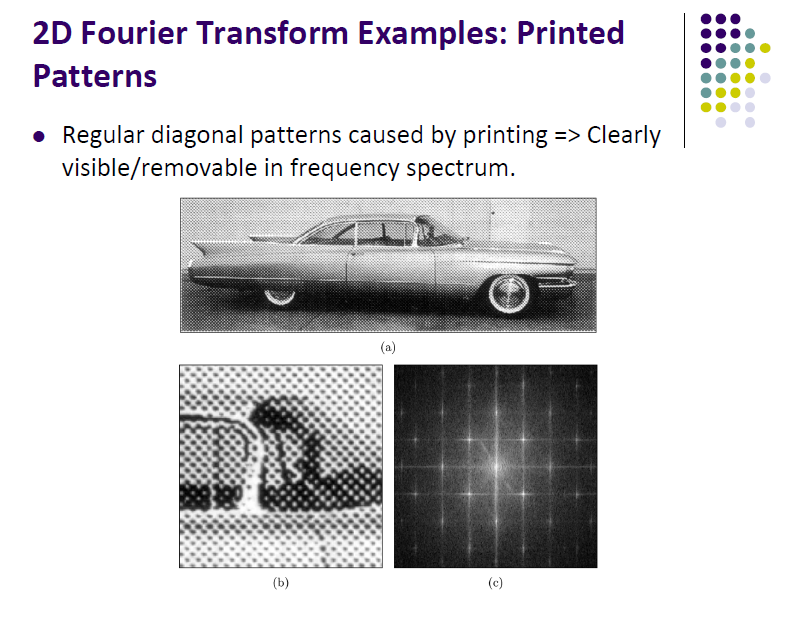 2D Fourier Transform Examples: Printed
Patterns
● Regular diagonal patterns caused by printing => Clearly
visible/removable in frequency spectrum.
(a)
(b)
(c)